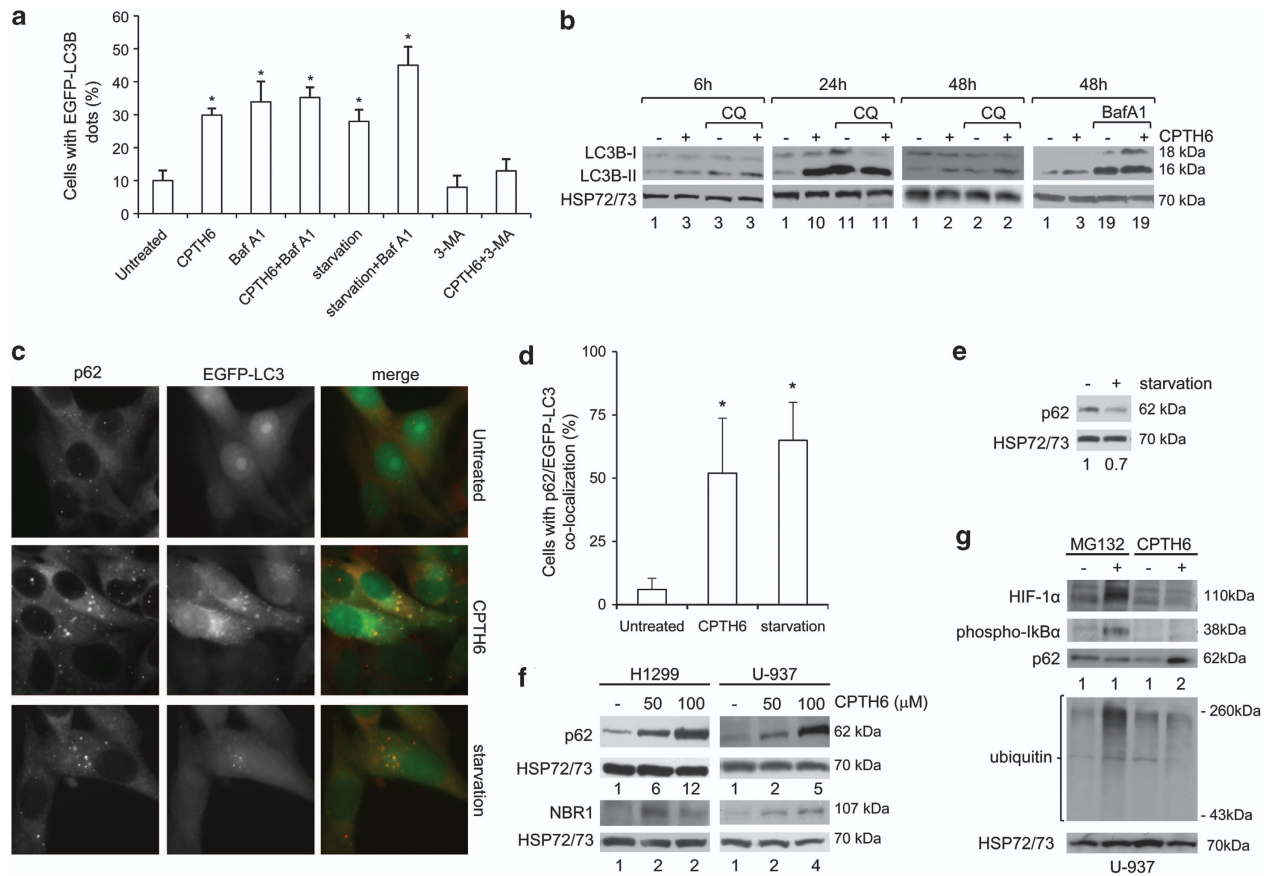 a
60
50
40
30
20
10
0
Cells with EGFP-LC3B
dots (%)
* * * * *
Untreated
CPTH6
Baf A1
CPTH6+Baf A1
starvation
starvation+Baf A1
3-MA
CPTH6+3-MA
b
6h 24h 48h 48h
CQ CQ CQ BafA1
- + - + - + - + - + - + - + - + CPTH6
LC3B-I 18 kDa
LC3B-II 16 kDa
HSP72/73 70 kDa
1 3 3 3 1 10 11 11 1 2 2 2 1 3 19 19
c
p62 EGFP-LC3 merge
Untreated
CPTH6
starvation
d
100
75
50
25
0
Cells with p62/EGFP-LC3
co-localization (%)
* *
Untreated CPTH6 starvation
e
- + starvation
p62 62 kDa
HSP72/73 70 kDa
1 0.7
f
H1299 U-937
- 50 100 - 50 100 CPTH6 (µM)
p62 62 kDa
HSP72/73 70 kDa
1 6 12 1 2 5
NBR1 107 kDa
HSP72/73 70 kDa
1 2 2 1 2 4
g
MG132 CPTH6
- + - +
HIF-1α 110kDa
phospho-IkBα 38kDa
p62 62kDa
1 1 1 2
- 260kDa
ubiquitin
- 43kDa
HSP72/73 70kDa
U-937